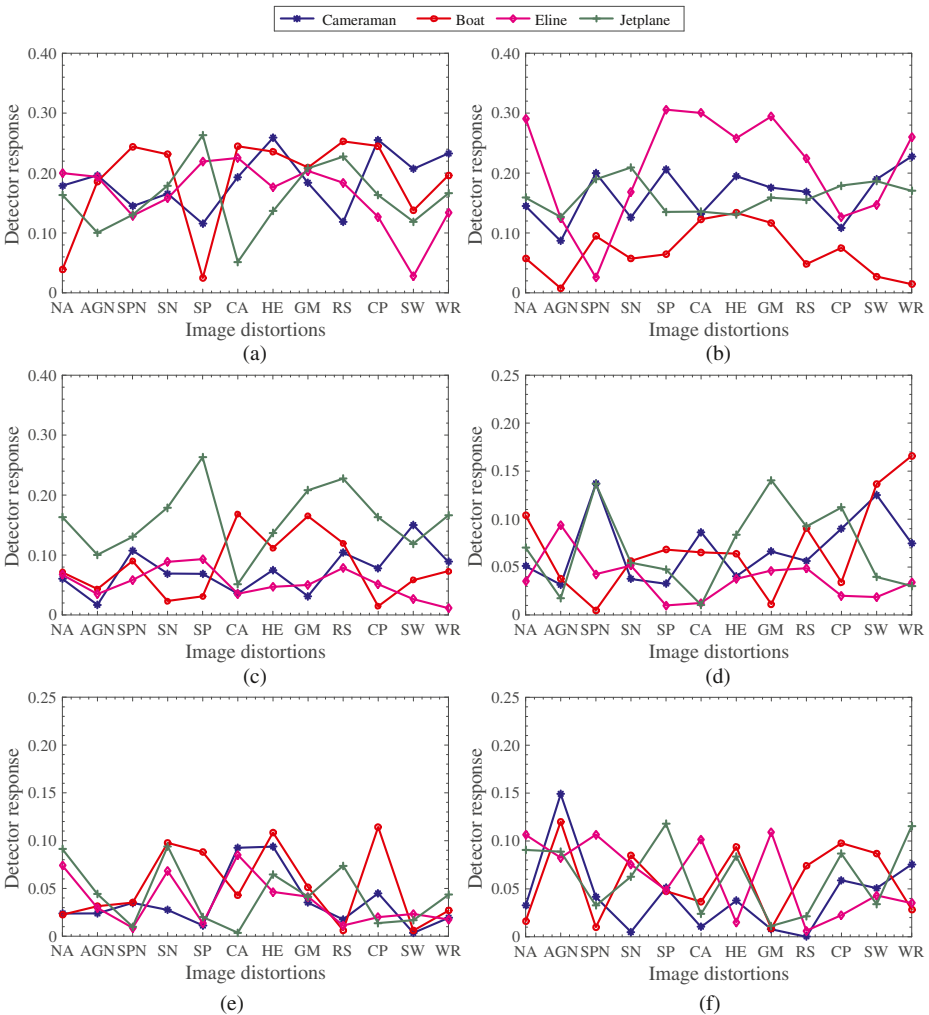 Cameraman Boat Eline Jetplane
0.40 0.40
0.30 0.30
Detector response Detector response
0.20 0.20
0.10 0.10
0 0
NA AGN SPN SN SP CA HE GM RS CP SW WR NA AGN SPN SN SP CA HE GM RS CP SW WR
Image distortions Image distortions
(a) (b)
0.40 0.25
0.20
0.30
Detector response Detector response
0.15
0.20
0.10
0.10
0.05
0 0
NA AGN SPN SN SP CA HE GM RS CP SW WR NA AGN SPN SN SP CA HE GM RS CP SW WR
Image distortions Image distortions
(c) (d)
0.25 0.25
0.20 0.20
Detector response Detector response
0.15 0.15
0.10 0.10
0.05 0.05
0 0
NA AGN SPN SN SP CA HE GM RS CP SW WR NA AGN SPN SN SP CA HE GM RS CP SW WR
Image distortions Image distortions
(e) (f)